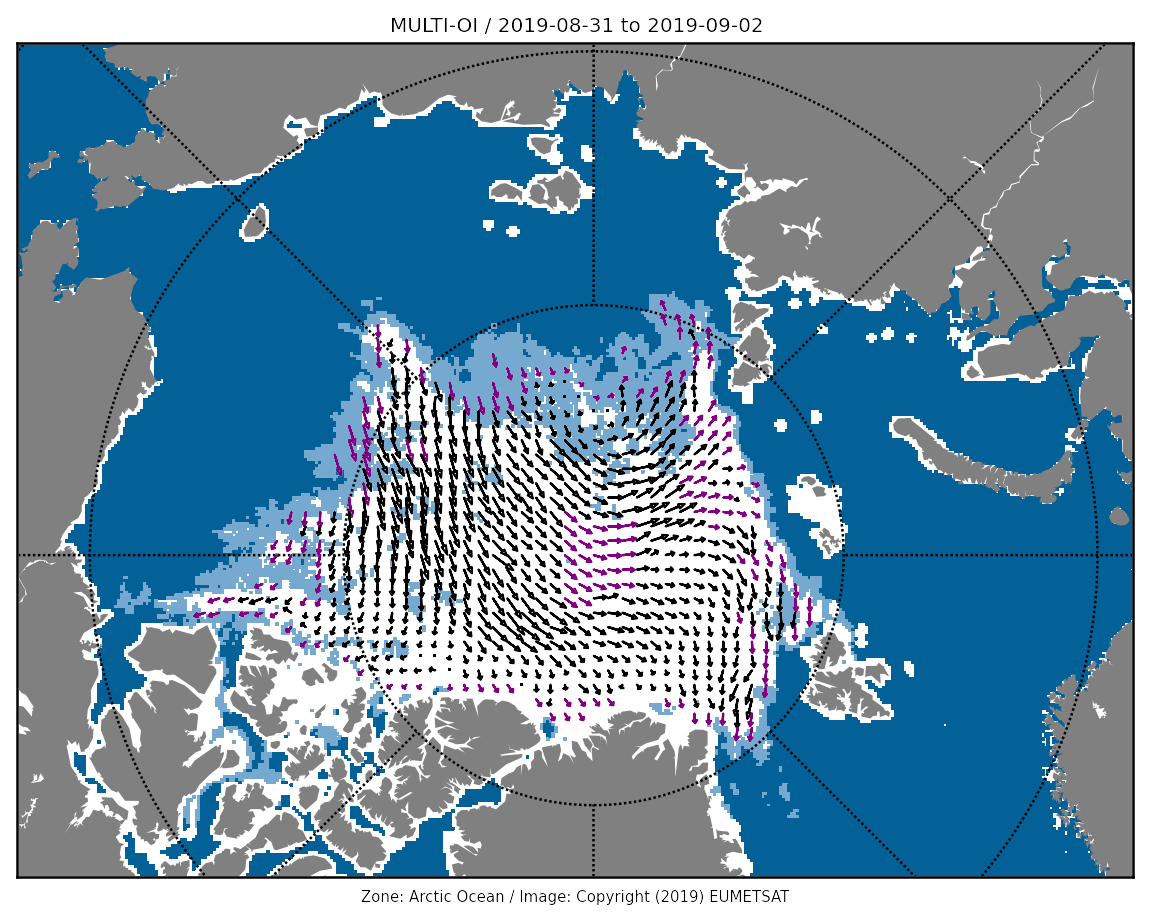 MULTI-OI / 2019-08-31 to 2019-09-02
Zone: Arctic Ocean / Image: Copyright (2019) EUMETSAT